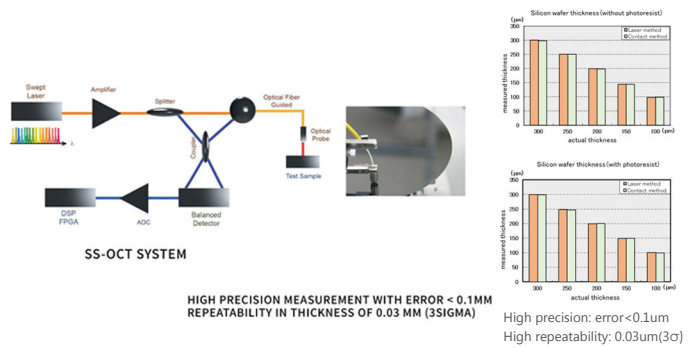 Swept
Laser
Amplifier
Splitter
Optical Fiber
Guided
Optical
Probe
Test Sample
λ
Coupler
DSP
FPGA
ADC
Balanced
Detector
SS-OCT SYSTEM
HIGH PRECISION MEASUREMENT WITH ERROR < 0.1MM
REPEATABILITY IN THICKNESS OF 0.03 MM (3SIGMA)
Silicon wafer thickness (without photoresist)
(μm)
Laser method
Contact method
350
300
250
200
150
100
50
0
measured thickness
300 250 200 150 100 (μm)
actual thickness
Silicon wafer thickness (with photoresist)
(μm)
Laser method
Contact method
350
300
250
200
150
100
50
0
measured thickness
300 250 200 150 100 (μm)
actual thickness
High precision: error<0.1um
High repeatability: 0.03um(3σ)